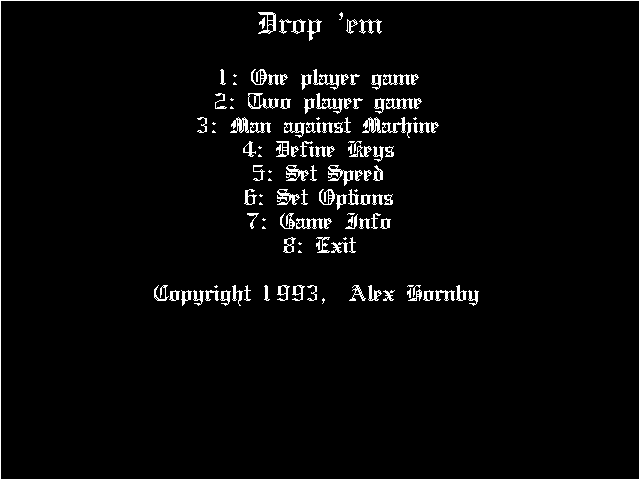 Drop 'em
1: One player game
2: Two player game
3: Man against Machine
4: Define Keys
5: Set Speed
6: Set Options
7: Game Info
8: Exit
Copyright 1993, Alex Hornby